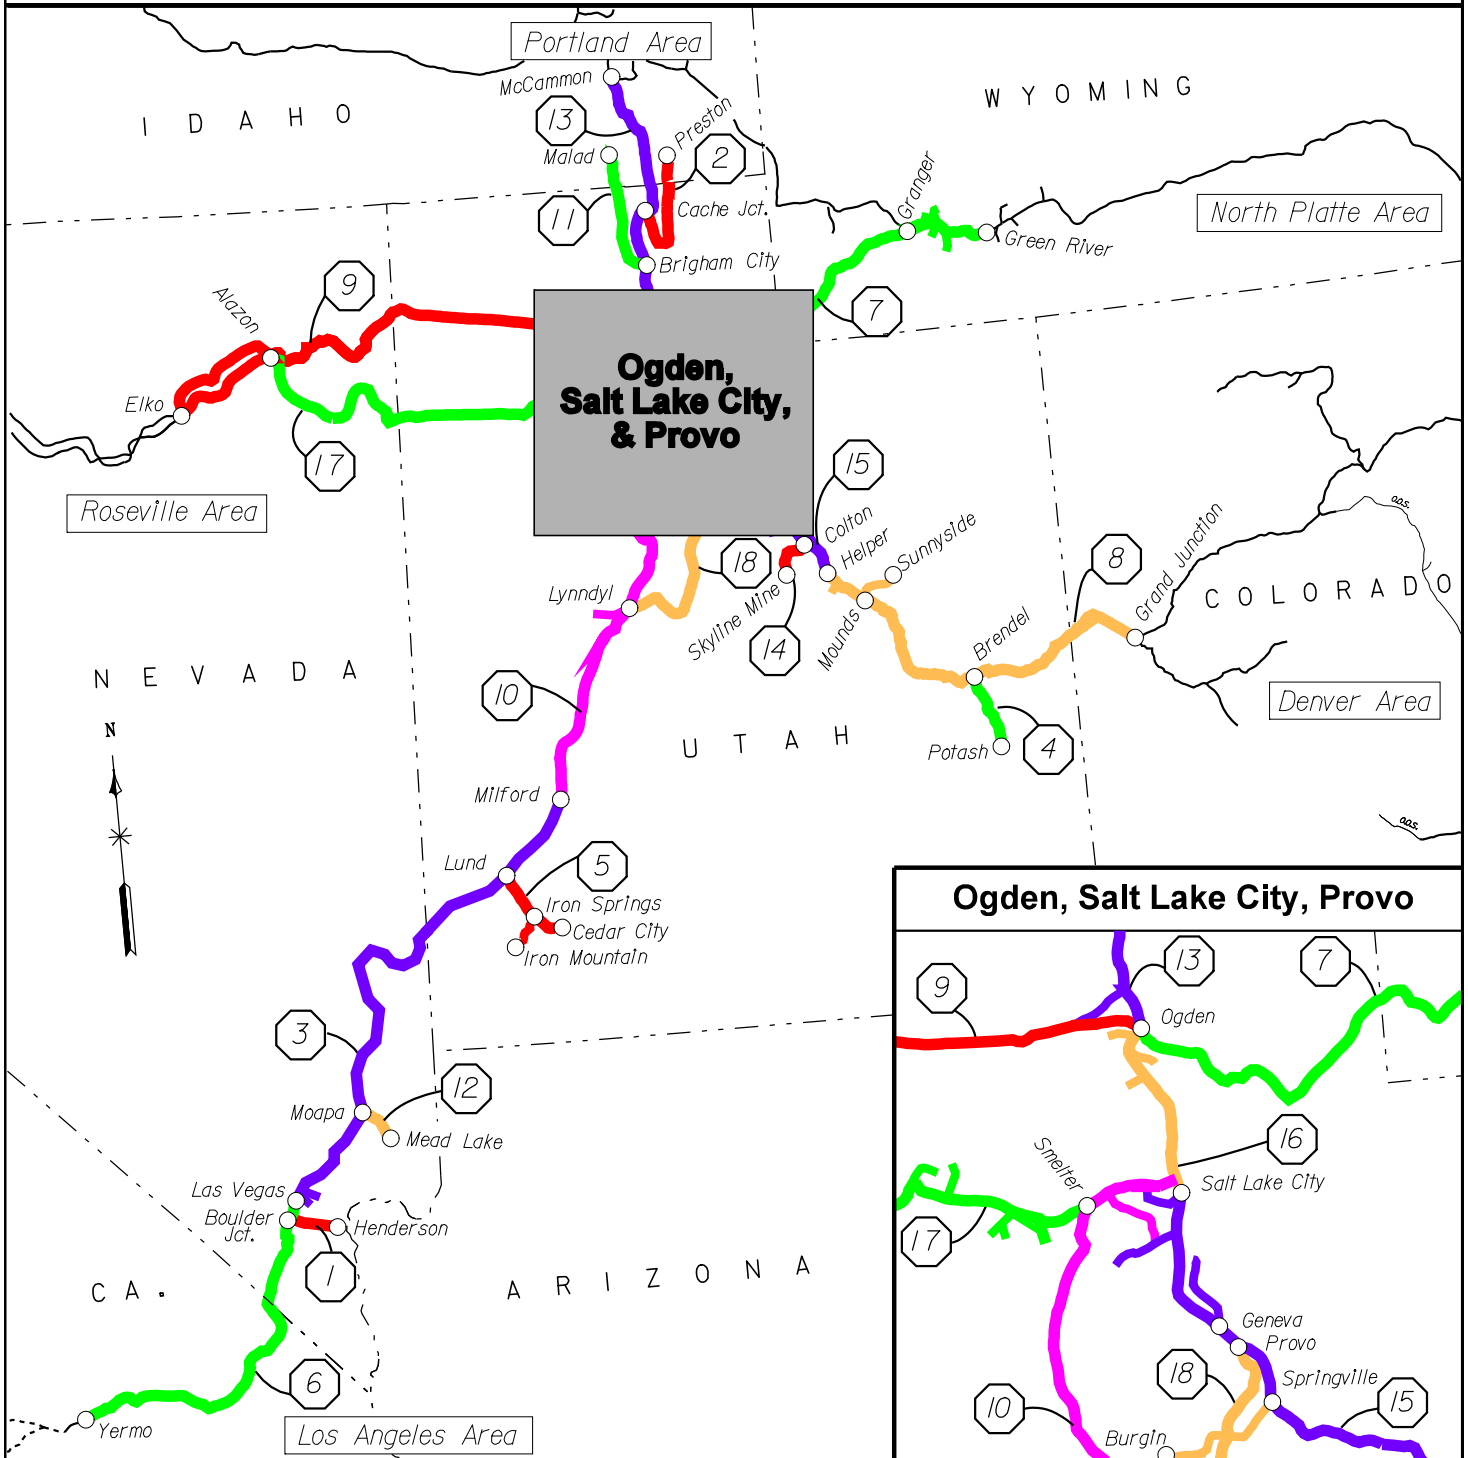 Portland Area
McCammon
IDAHO
WYOMING
13
Preston
Malad
2
Granger
11
Cache Jct.
North Platte Area
Green River
Brigham City
Alazon
9
7
Ogden,
Salt Lake City,
& Provo
Elko
17
15
Roseville Area
o.o.s.
Colton
Helper
Sunnyside
Grand Junction
18
8
Lynndyl
Skyline Mine
COLORADO
14
Mounds
Brendel
NEVADA
10
Denver Area
N
UTAH
Potash
4
Milford
o.o.s.
Lund
5
Iron Springs
Cedar City
Iron Mountain
3
12
Moapa
Mead Lake
Las Vegas
Boulder
Jct.
Henderson
1
CA.
ARIZONA
6
Yermo
Los Angeles Area
Ogden, Salt Lake City, Provo
13
7
9
Ogden
16
Smelter
Salt Lake City
17
Geneva
Provo
18
Springville
10
15
Burgin